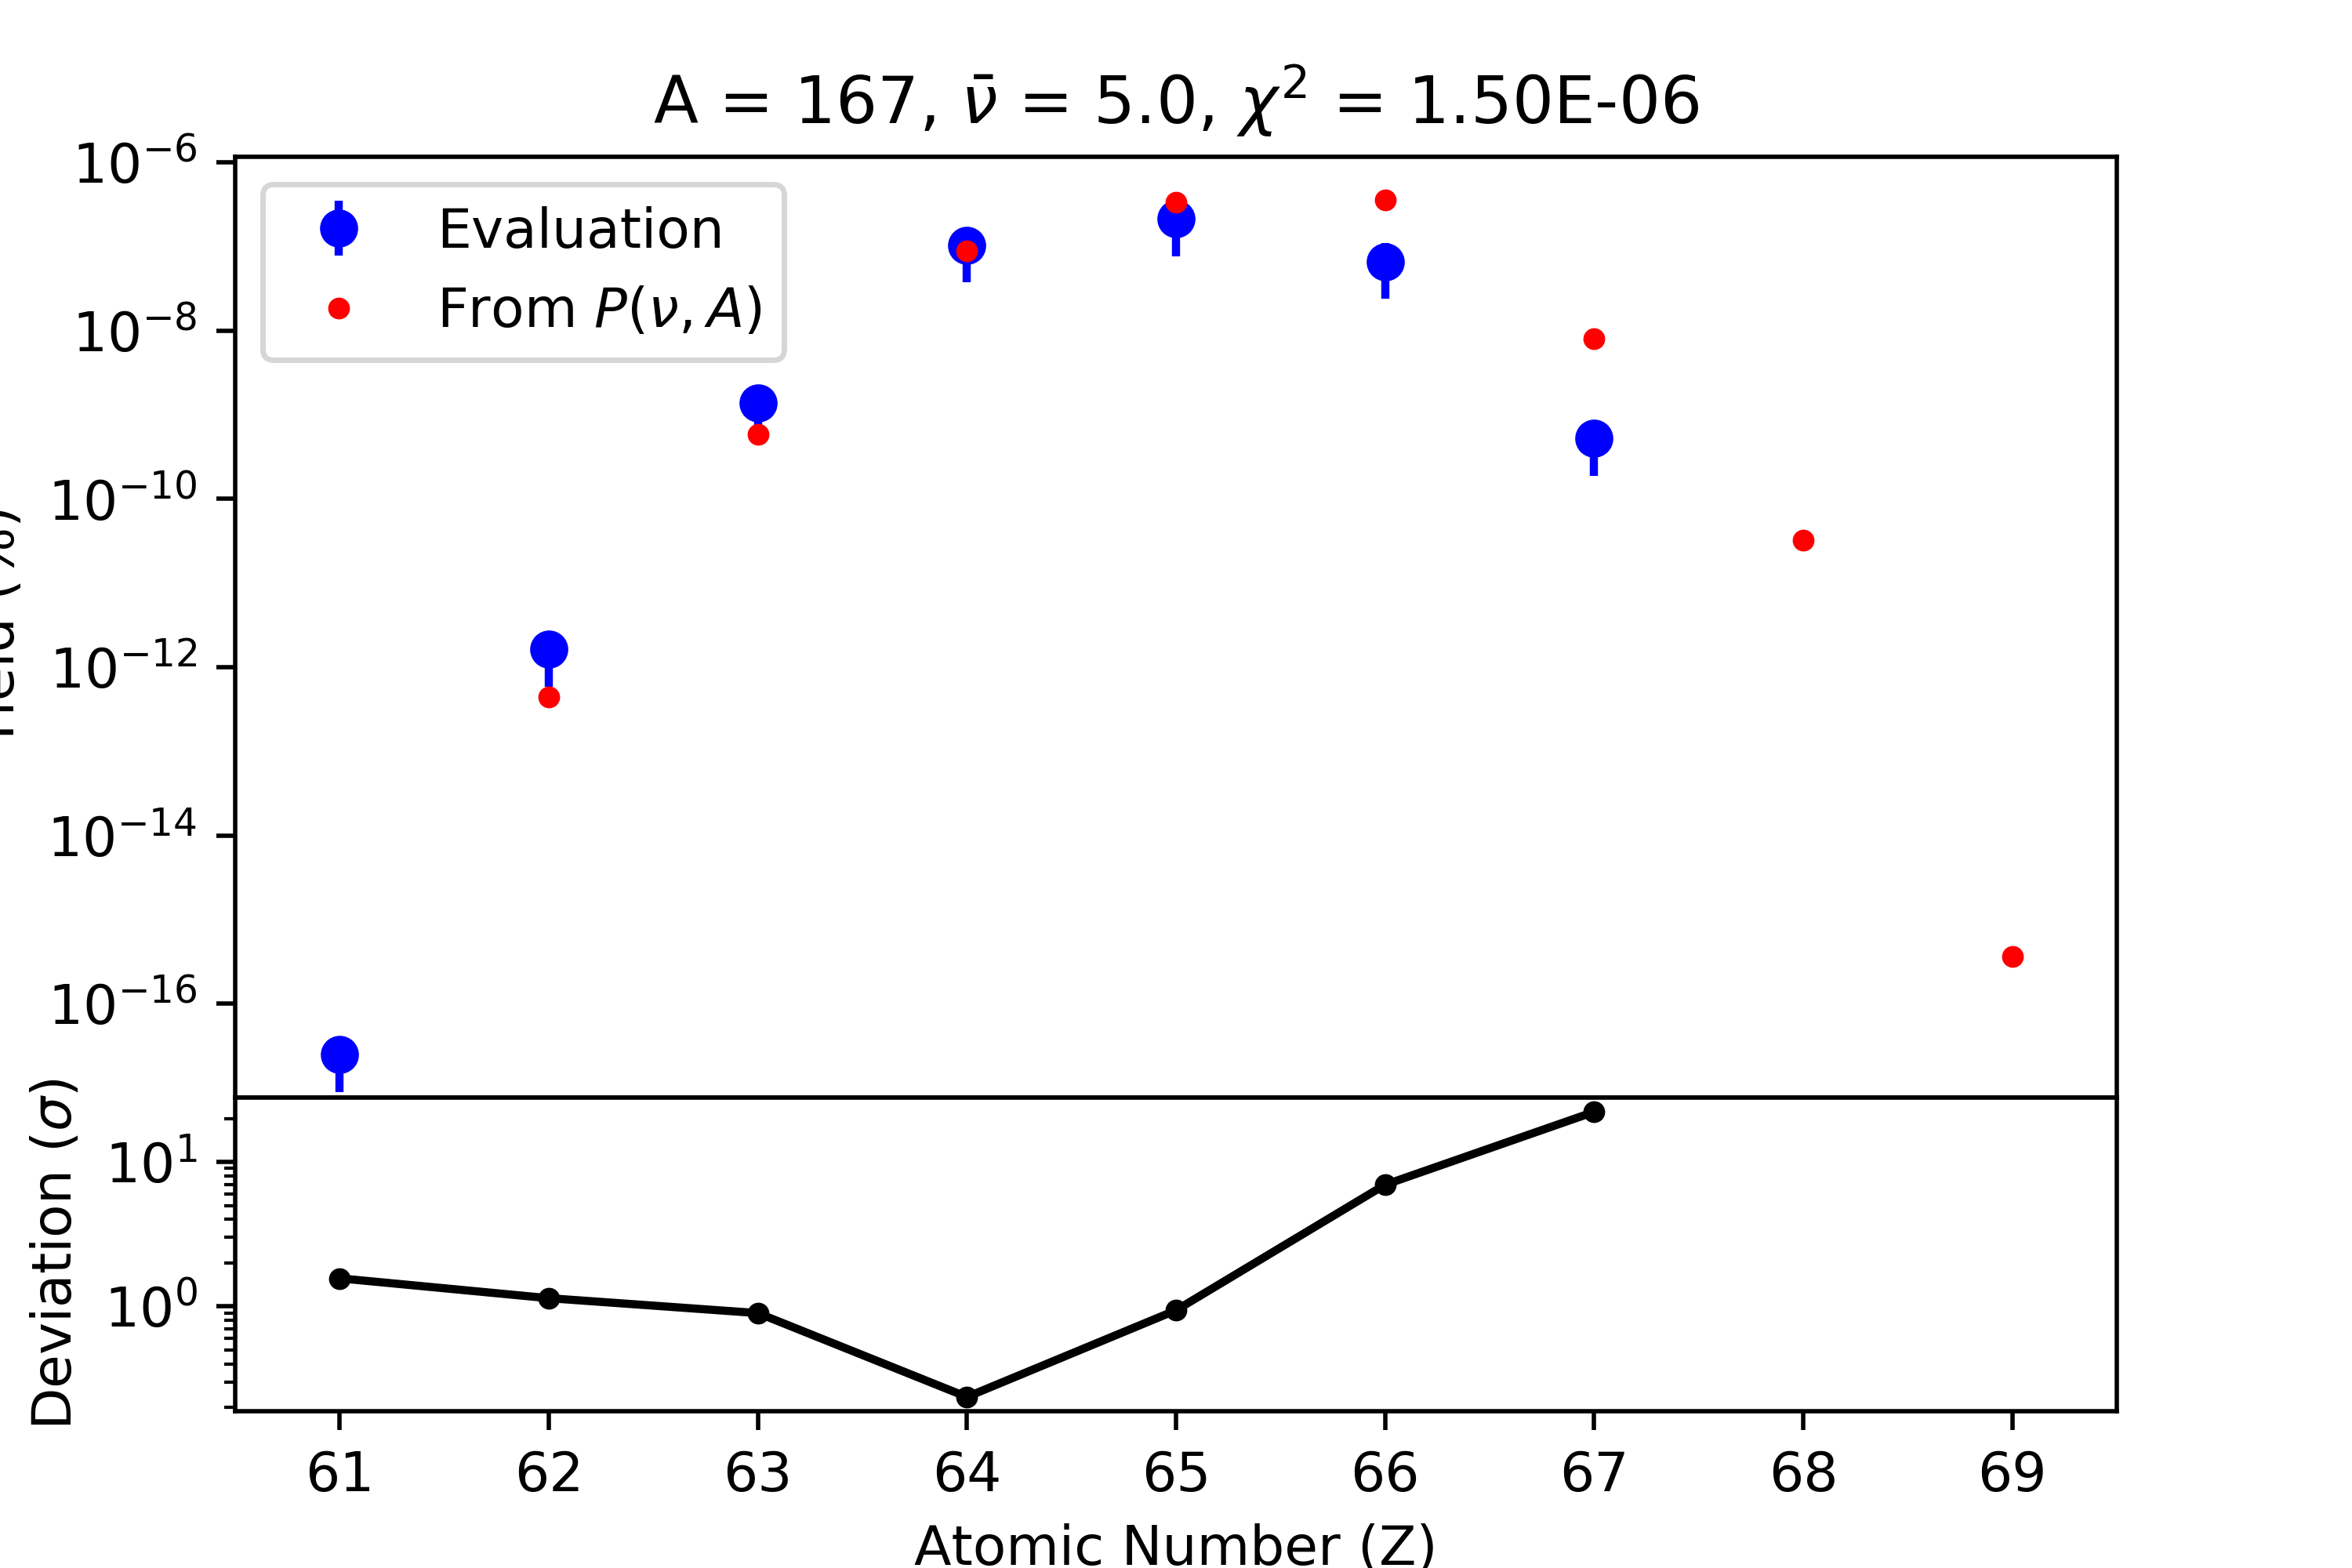 A = 167, ν̄ = 5.0, χ² = 1.50E-06
Evaluation
From P(ν, A)
10⁻⁶
10⁻⁸
10⁻¹⁰
10⁻¹²
10⁻¹⁴
10⁻¹⁶
(%)
Deviation (σ)
10¹
10⁰
61 62 63 64 65 66 67 68 69
Atomic Number (Z)